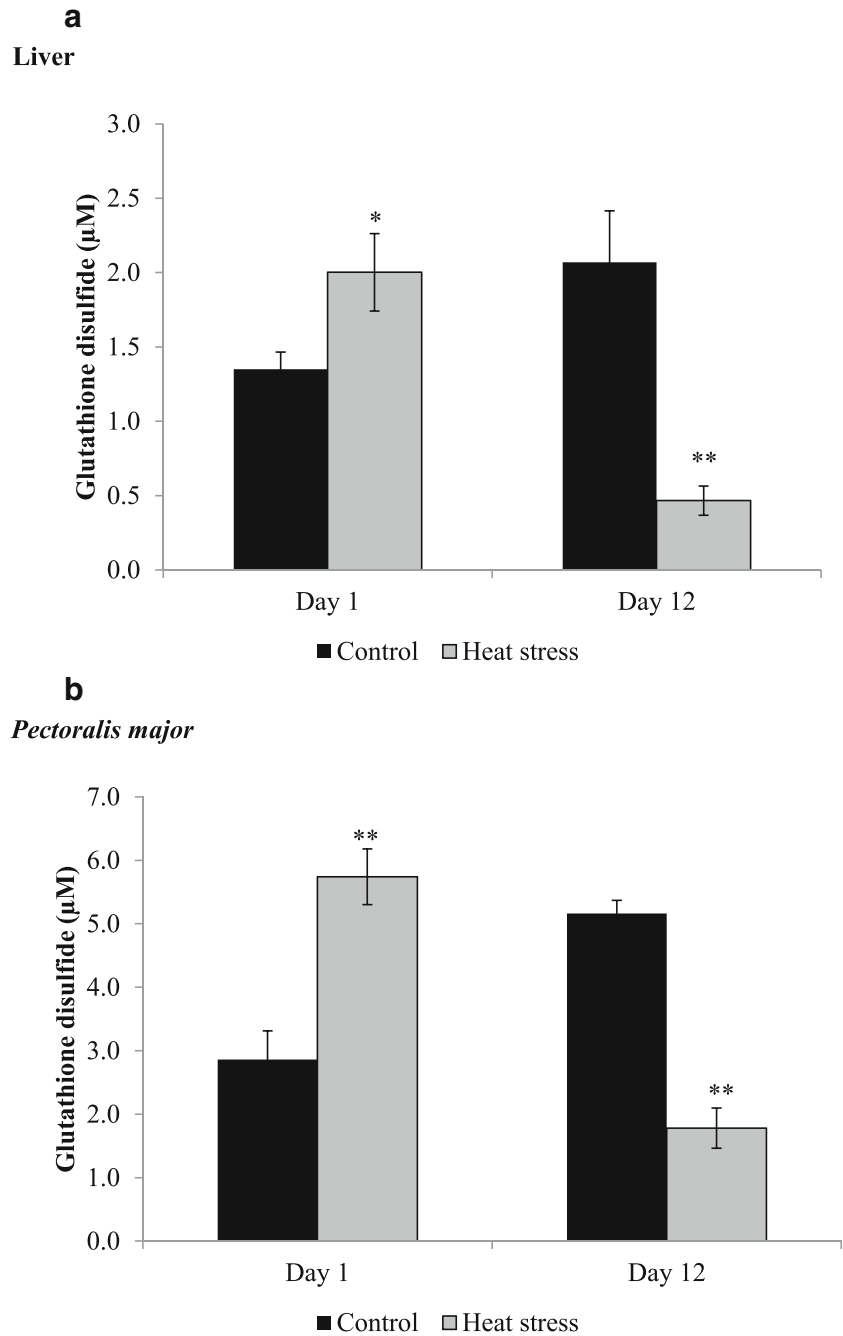 a
Liver
Glutathione disulfide (µM)
3.0
2.5
2.0
1.5
1.0
0.5
0.0
*
**
Day 1
Day 12
Control
Heat stress
b
Pectoralis major
Glutathione disulfide (µM)
7.0
6.0
5.0
4.0
3.0
2.0
1.0
0.0
**
**
Day 1
Day 12
Control
Heat stress